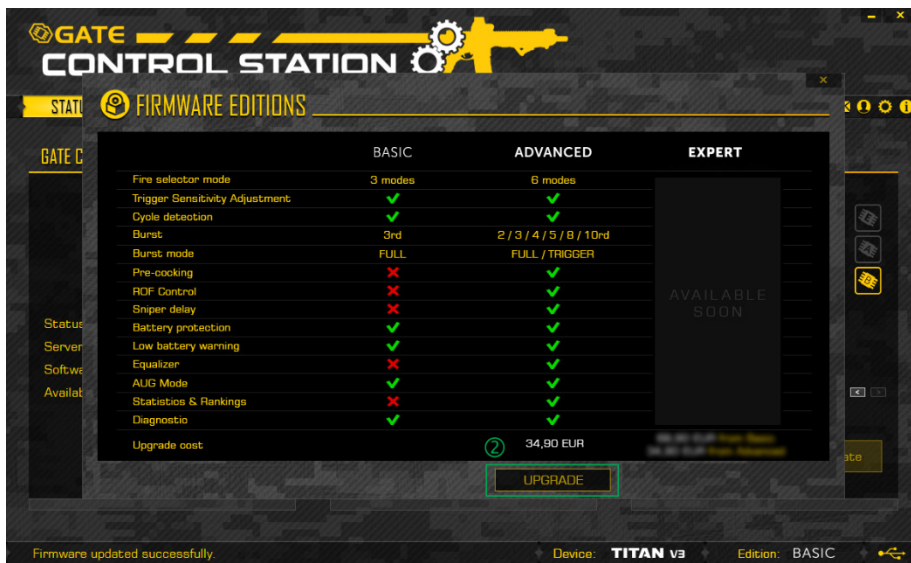 GATE
CONTROL STATION
FIRMWARE EDITIONS
STATI
GATE C
BASIC ADVANCED EXPERT
Fire selector mode 3 modes 6 modes
Trigger Sensitivity Adjustment
Cycle detection
Burst 3rd 2 / 3 / 4 / 5 / 8 / 10rd
Burst mode FULL FULL / TRIGGER
Pre-cocking
ROF Control
Sniper delay
Battery protection
Low battery warning
Equalizer
AUG Mode
Statistics & Rankings
Diagnostic
AVAILABLE
SOON
Status
Server
Softwa
Availab
Upgrade cost 2 34,90 EUR
ate
UPGRADE
Firmware updated successfully. Device: TITAN V3 Edition: BASIC